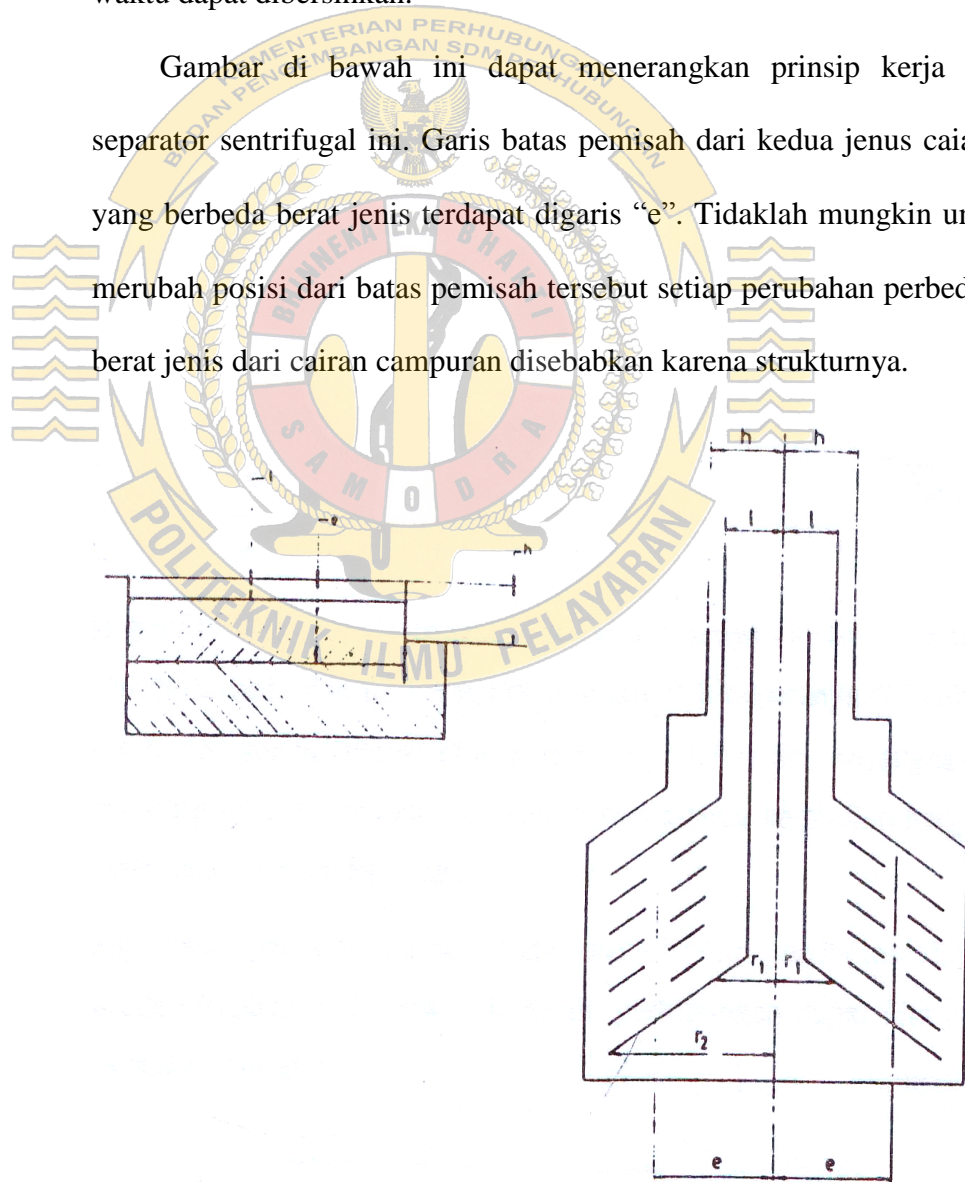 waktu dapat dibersihkan.
Gambar di bawah ini dapat menerangkan prinsip kerja
separator sentrifugal ini. Garis batas pemisah dari kedua jenus caia
yang berbeda berat jenis terdapat digaris “e”. Tidaklah mungkin un
merubah posisi dari batas pemisah tersebut setiap perubahan perbed
berat jenis dari cairan campuran disebabkan karena strukturnya.
KEMENTERIAN PERHUBUNGAN
BADAN PENGEMBANGAN SDM PERHUBUNGAN
BHINNEKA EKA BHAKTI
SAMODRA
POLITEKNIK ILMU PELAYARAN
h h
l l
l
e
h
r1 r1
r2
e e